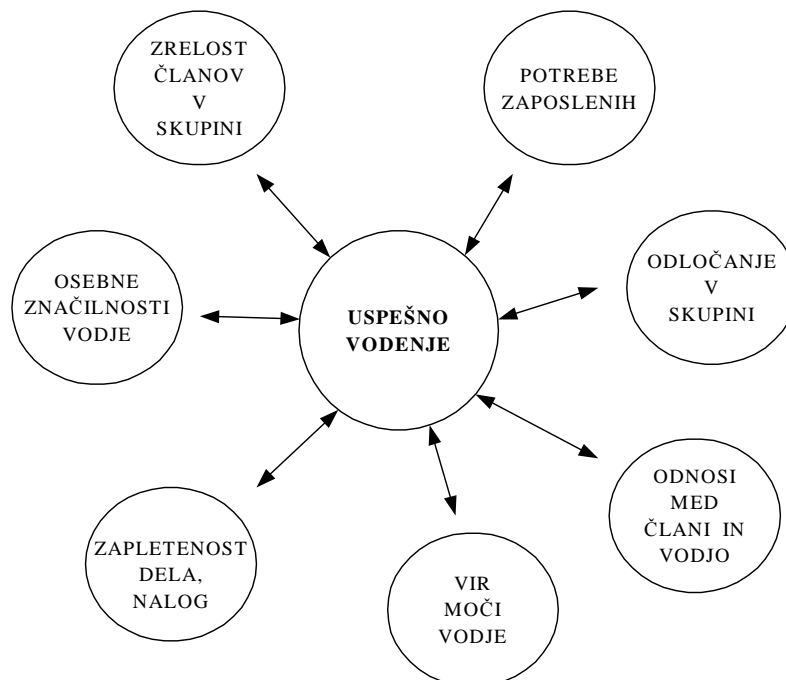 ZRELOST
ČLANOV
V
SKUPINI
POTREBE
ZAPOSLENIH
OSEBNE
ZNAČILNOSTI
VODJE
USPEŠNO
VODENJE
ODLOČANJE
V
SKUPINI
ZAPLETENOST
DELA,
NALOG
VIR
MOČI
VODJE
ODNOSI
MED
ČLANI IN
VODJO